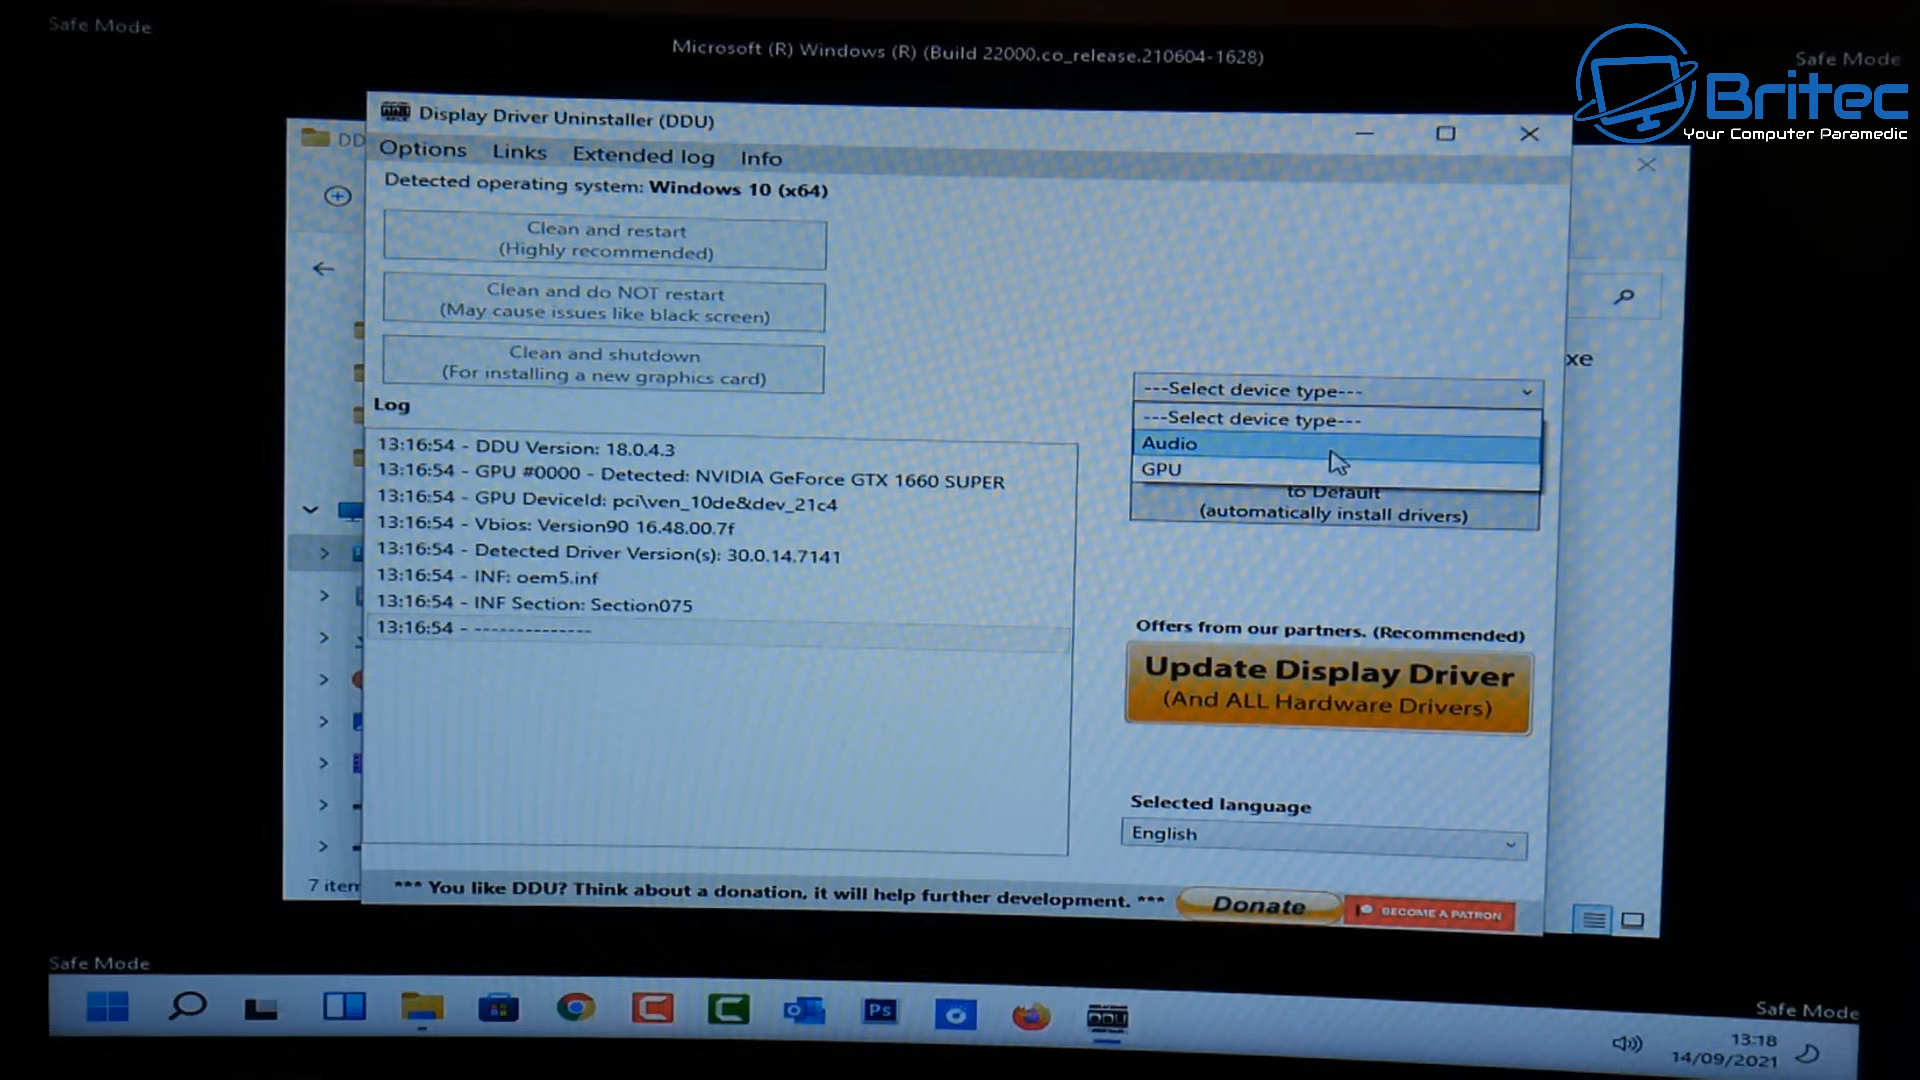 Safe Mode
Microsoft (R) Windows (R) (Build 22000.co_release.210604-1628)
Safe Mode
Britec
Your Computer Paramedic
DD
Display Driver Uninstaller (DDU)
Options Links Extended log Info
Detected operating system: Windows 10 (x64)
Clean and restart
(Highly recommended)
Clean and do NOT restart
(May cause issues like black screen)
Clean and shutdown
(For installing a new graphics card)
xe
---Select device type---
---Select device type---
Audio
GPU
to Default
(automatically install drivers)
Log
13:16:54 - DDU Version: 18.0.4.3
13:16:54 - GPU #0000 - Detected: NVIDIA GeForce GTX 1660 SUPER
13:16:54 - GPU DeviceId: pci\ven_10de&dev_21c4
13:16:54 - Vbios: Version90 16.48.00.7f
13:16:54 - Detected Driver Version(s): 30.0.14.7141
13:16:54 - INF: oem5.inf
13:16:54 - INF Section: Section075
13:16:54 - --------------
Offers from our partners. (Recommended)
Update Display Driver
(And ALL Hardware Drivers)
Selected language
English
7 iten
*** You like DDU? Think about a donation, it will help further development. ***
Donate
BECOME A PATRON
Safe Mode
Ps
DDU
Safe Mode
13:18
14/09/2021